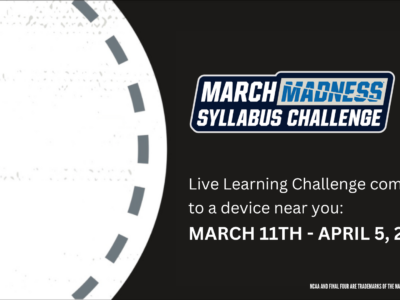 MARCH MADNESS
SYLLABUS CHALLENGE
Live Learning Challenge com
to a device near you:
MARCH 11TH - APRIL 5, 2
NCAA AND FINAL FOUR ARE TRADEMARKS OF THE NA